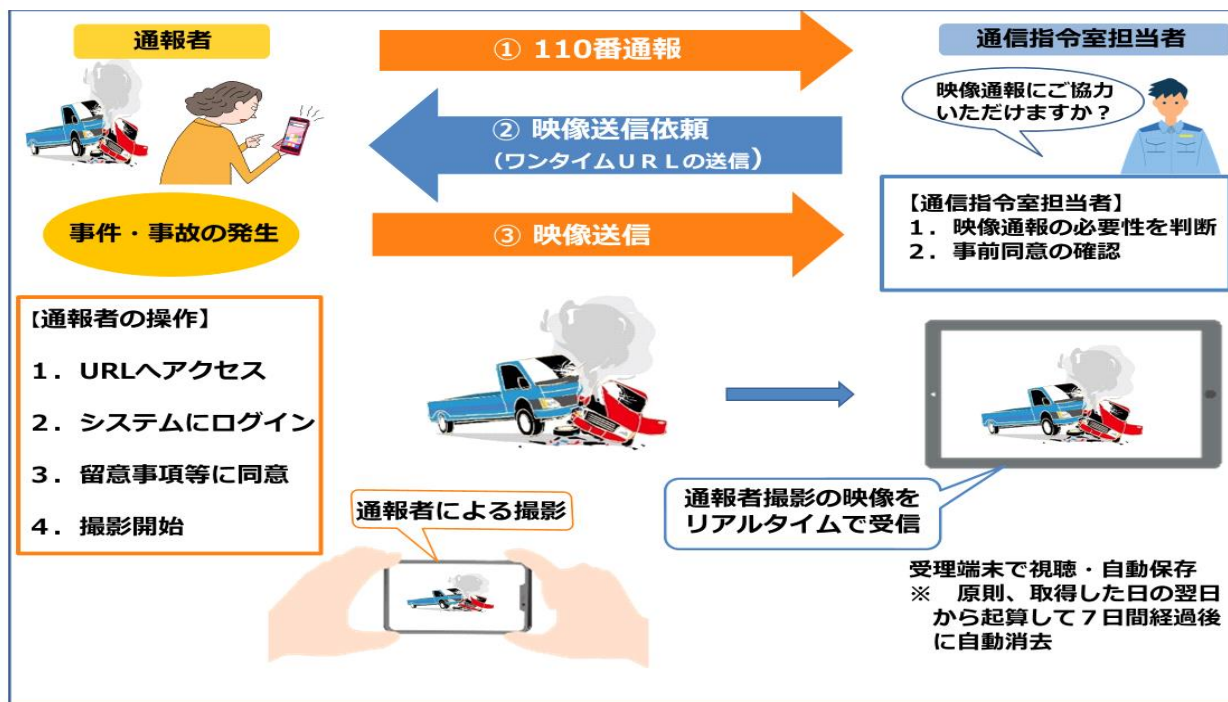 通報者
① 110番通報
通信指令室担当者
映像通報にご協力
いただけますか?
② 映像送信依頼
(ワンタイムURLの送信)
事件・事故の発生
③ 映像送信
【通信指令室担当者】
1. 映像通報の必要性を判断
2. 事前同意の確認
【通報者の操作】
1. URLへアクセス
2. システムにログイン
3. 留意事項等に同意
4. 撮影開始
通報者による撮影
通報者撮影の映像を
リアルタイムで受信
受理端末で視聴・自動保存
※ 原則、取得した日の翌日
から起算して7日間経過後
に自動消去